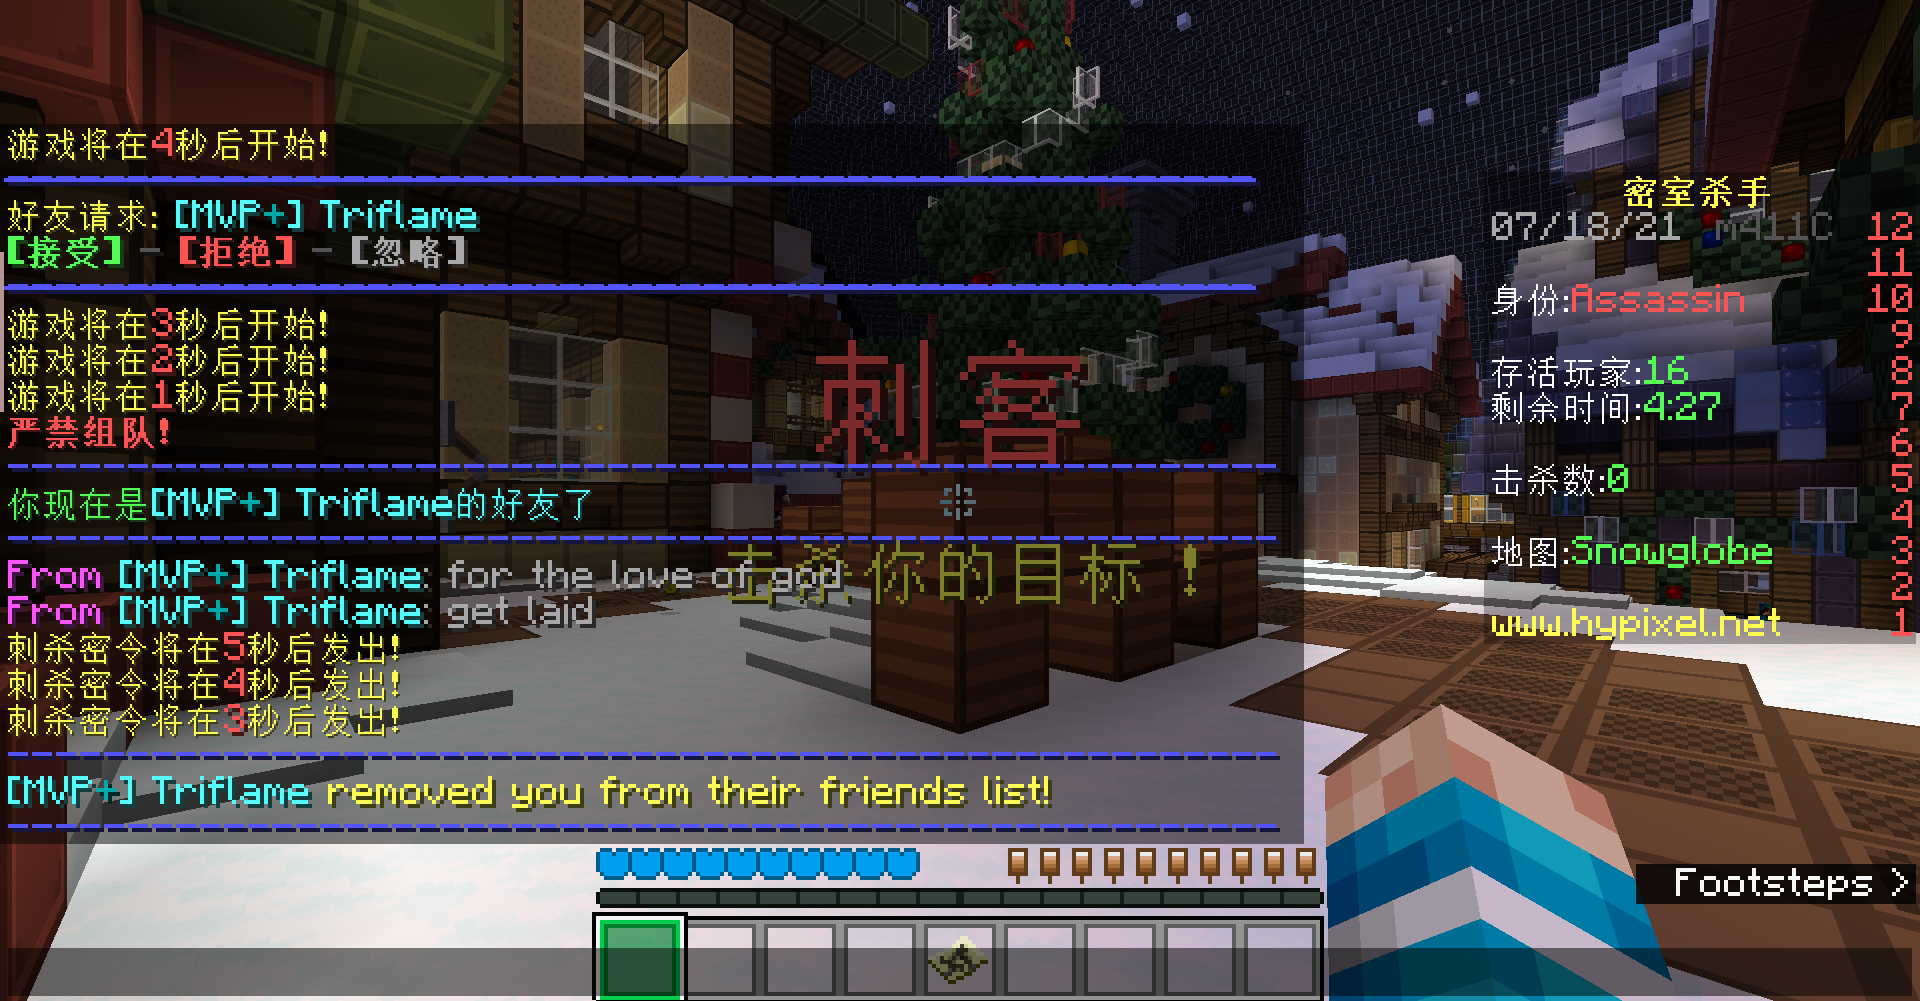 游戏将在4秒后开始!
好友请求: [MVP+] Triflame
[接受] - [拒绝] - [忽略]
游戏将在3秒后开始!
游戏将在2秒后开始!
游戏将在1秒后开始!
严禁组队!
你现在是[MVP+] Triflame的好友了
From [MVP+] Triflame: for the love of god
From [MVP+] Triflame: get laid
刺杀密令将在5秒后发出!
刺杀密令将在4秒后发出!
刺杀密令将在3秒后发出!
[MVP+] Triflame removed you from their friends list!
刺客
击杀你的目标!
密室杀手
07/18/21 m411C 12
11
身份:Assassin 10
9
存活玩家:16 8
剩余时间:4:27 7
6
击杀数:0 5
4
地图:Snowglobe 3
2
www.hypixel.net 1
Footsteps >